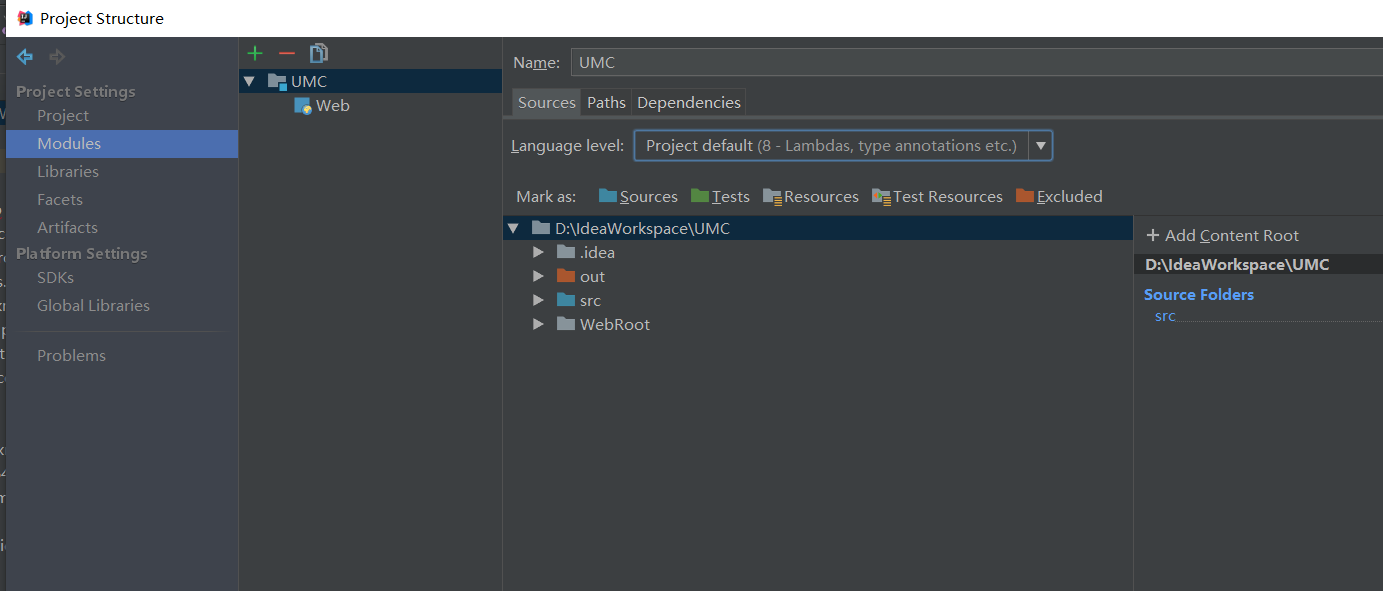 Project Structure
Project Settings
Project
Modules
Libraries
Facets
Artifacts
Platform Settings
SDKs
Global Libraries
Problems
UMC
Web
Name: UMC
Sources Paths Dependencies
Language level: Project default (8 - Lambdas, type annotations etc.)
Mark as: Sources Tests Resources Test Resources Excluded
D:\IdeaWorkspace\UMC
.idea
out
src
WebRoot
+ Add Content Root
D:\IdeaWorkspace\UMC
Source Folders
src